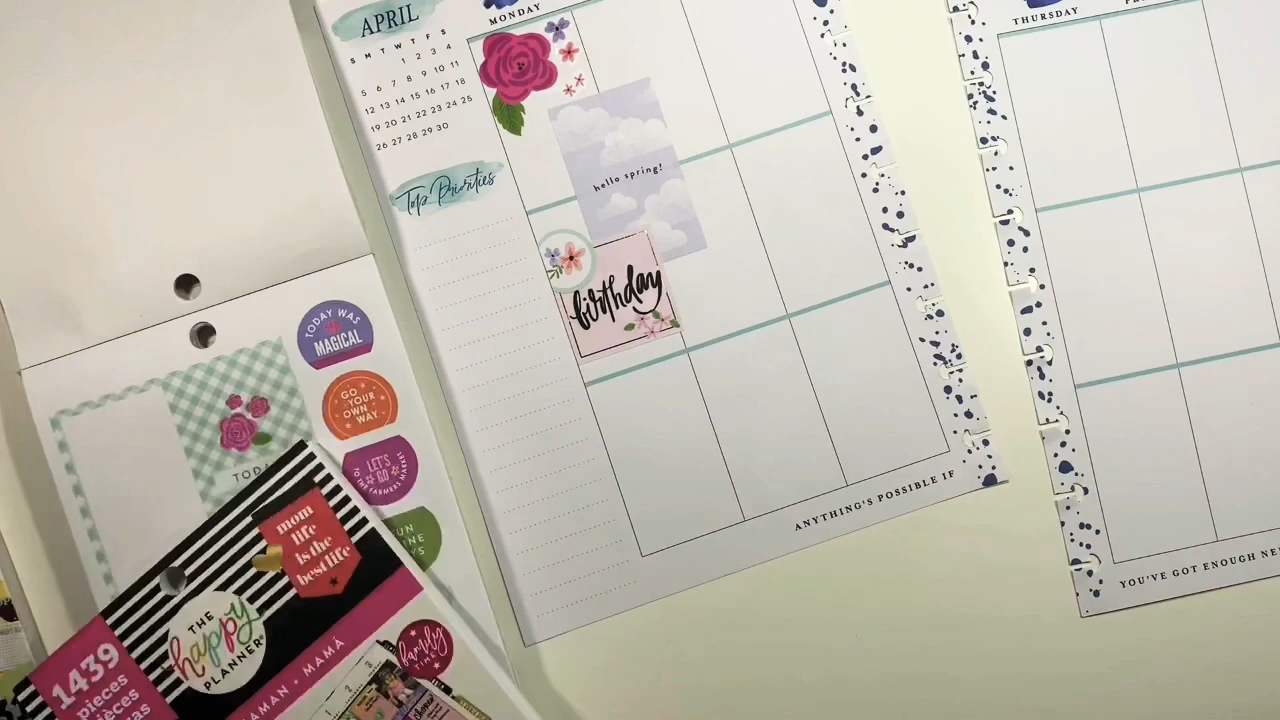 APRIL
S M T W T F S
1 2 3 4
5 6 7 8 9 10 11
12 13 14 15 16 17 18
19 20 21 22 23 24 25
26 27 28 29 30
Top Priorities
MONDAY
hello spring!
birthday
ANYTHING'S POSSIBLE IF
THURSDAY
YOU'VE GOT ENOUGH
TODAY WAS
MAGICAL
GO
YOUR
OWN
WAY
LET'S
GO
TO THE FARMERS MARKET
mom
life
is the
best life
THE
happy
PLANNER
1439
pieces
pièces
MAMAN • MAMÁ
family
TIME